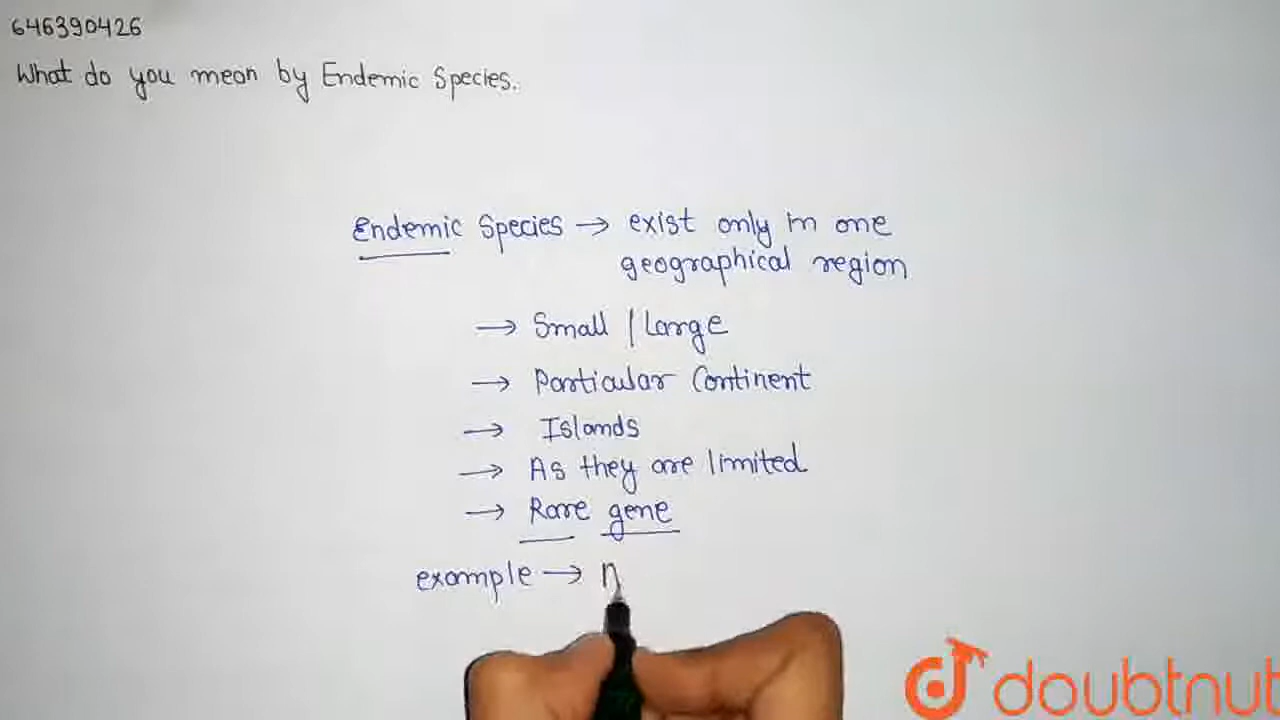 646390426
What do you mean by Endemic Species.
Endemic Species → exist only in one
geographical region
→ Small / Large
→ Particular Continent
→ Islands
→ As they are limited
→ Rare gene
example → n
doubtnut